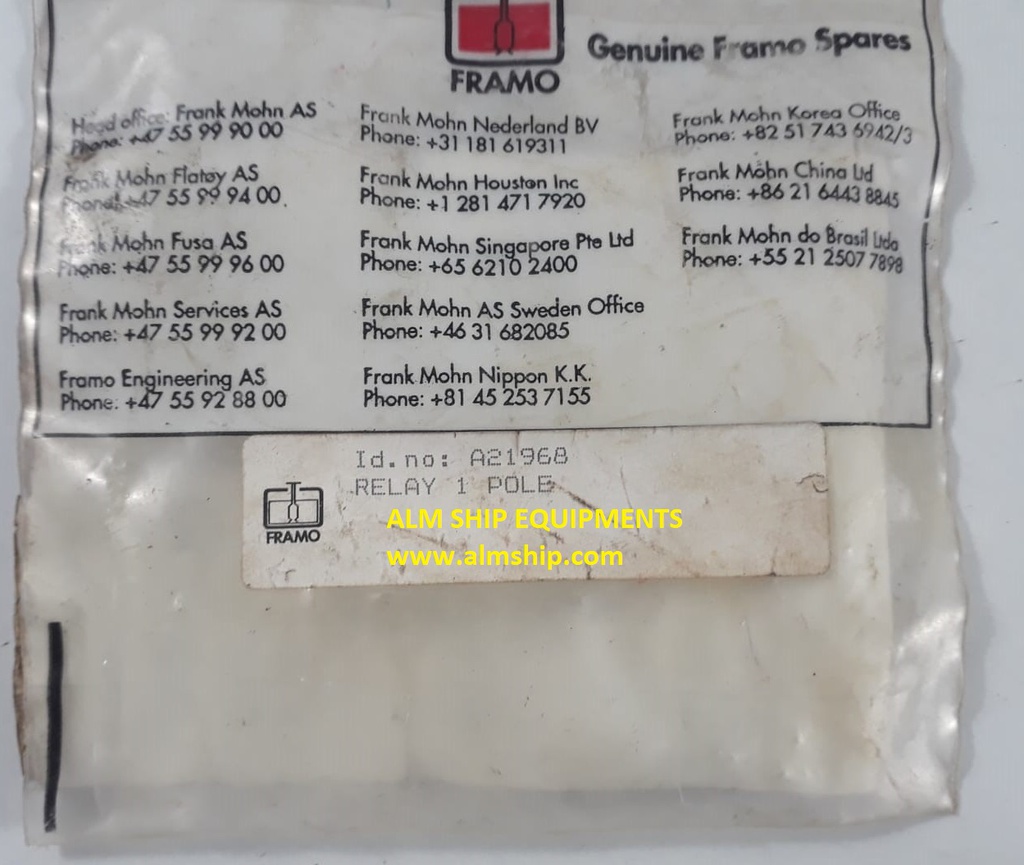 FRAMO
Genuine Framo Spares
Head office: Frank Mohn AS
Phone: +47 55 99 90 00
Frank Mohn Flatøy AS
Phone: +47 55 99 94 00
Frank Mohn Fusa AS
Phone: +47 55 99 96 00
Frank Mohn Services AS
Phone: +47 55 99 92 00
Framo Engineering AS
Phone: +47 55 92 88 00
Frank Mohn Nederland BV
Phone: +31 181 619311
Frank Mohn Houston Inc
Phone: +1 281 471 7920
Frank Mohn Singapore Pte Ltd
Phone: +65 6210 2400
Frank Mohn AS Sweden Office
Phone: +46 31 682085
Frank Mohn Nippon K.K.
Phone: +81 45 253 7155
Frank Mohn Korea Office
Phone: +82 51 743 6942/3
Frank Mohn China Ltd
Phone: +86 21 6443 8845
Frank Mohn do Brasil Ltda
Phone: +55 21 2507 7898
Id.no: A21968
RELAY 1 POLE
FRAMO
ALM SHIP EQUIPMENTS
www.almship.com